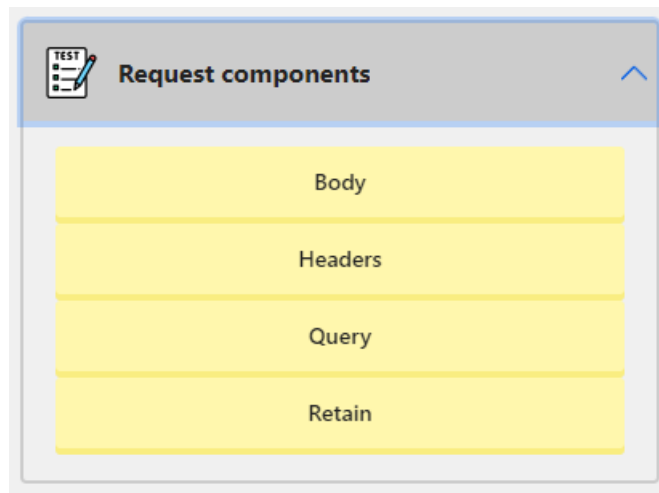 TEST
Request components
Body
Headers
Query
Retain